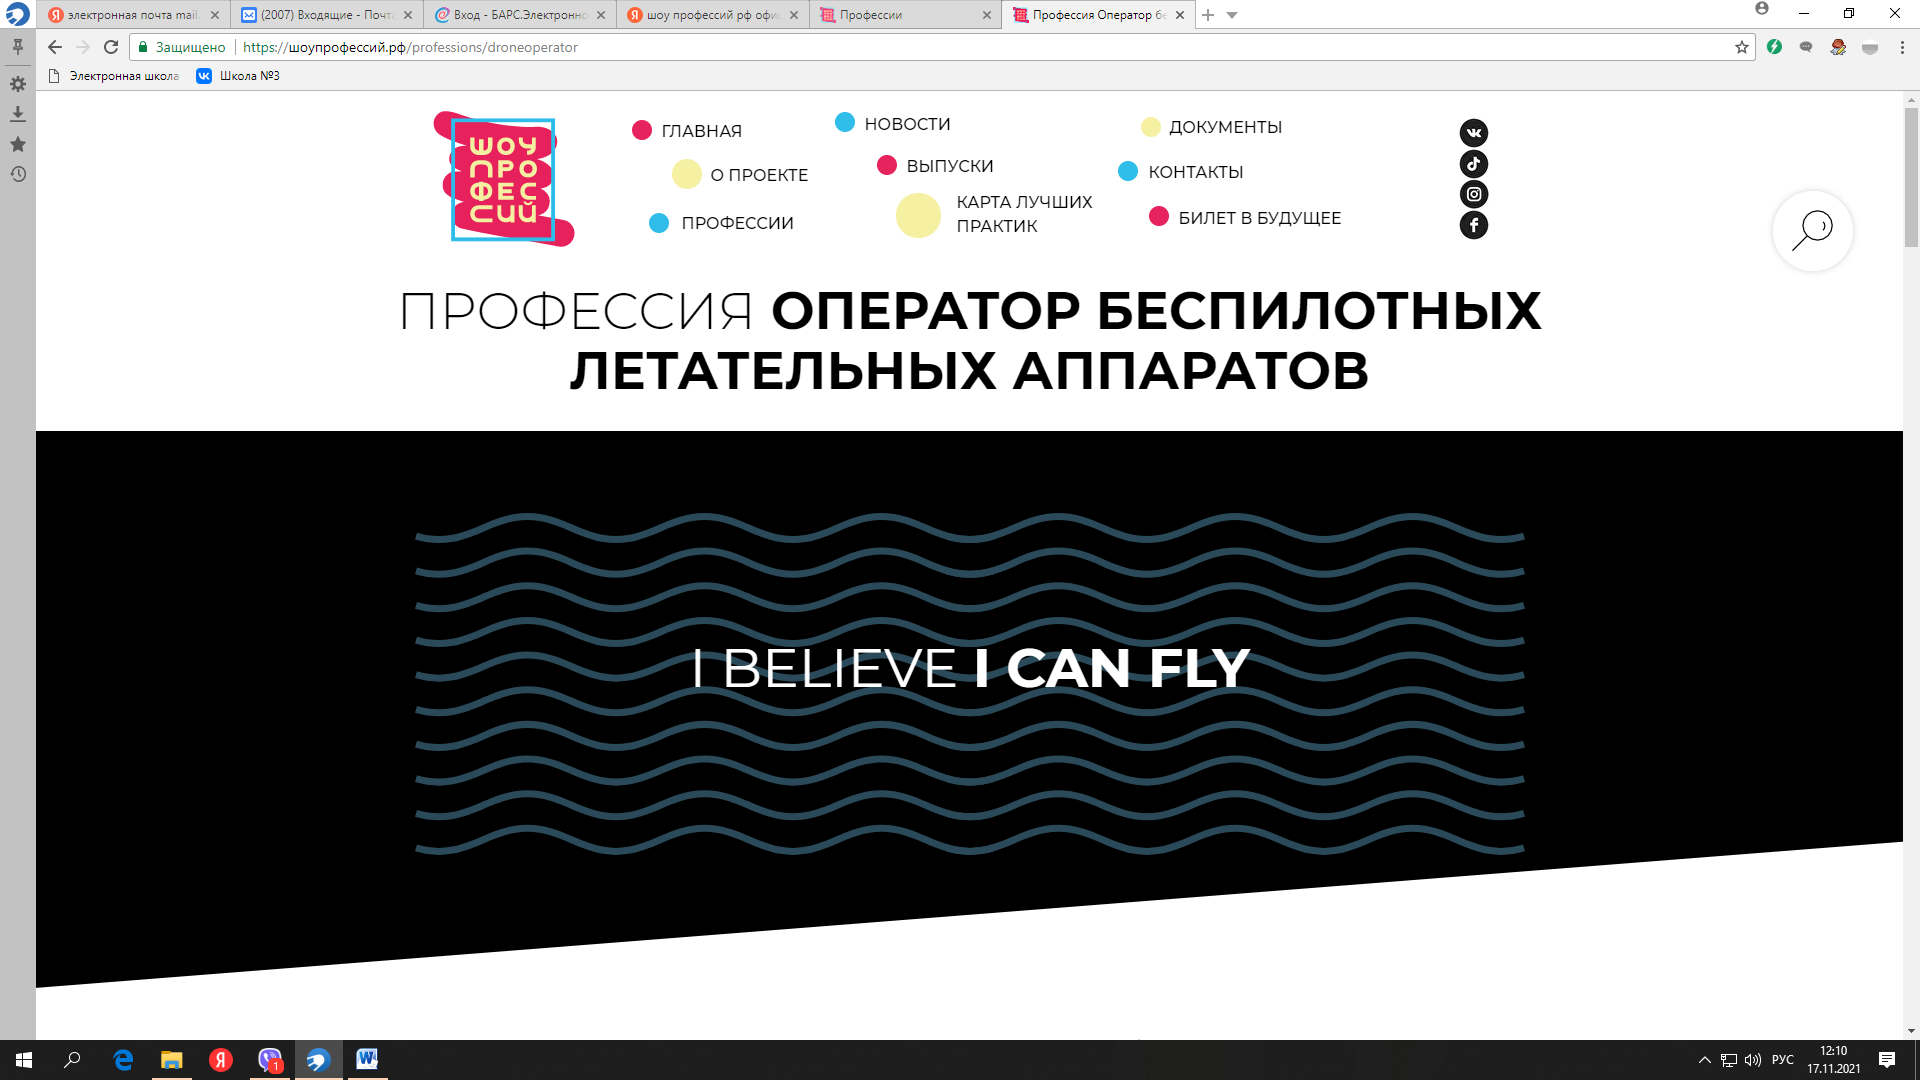 электронная почта mail.
(2007) Входящие - Почта
Вход - БАРС.Электронно
шоу профессий рф офи
Профессии
Профессия Оператор бе
Защищено
https://шоупрофессий.рф/professions/droneoperator
Электронная школа
Школа №3
ШОУ
ПРО
ФЕС
СИЙ
ГЛАВНАЯ
О ПРОЕКТЕ
ПРОФЕССИИ
НОВОСТИ
ВЫПУСКИ
КАРТА ЛУЧШИХ
ПРАКТИК
ДОКУМЕНТЫ
КОНТАКТЫ
БИЛЕТ В БУДУЩЕЕ
ПРОФЕССИЯ ОПЕРАТОР БЕСПИЛОТНЫХ
ЛЕТАТЕЛЬНЫХ АППАРАТОВ
I BELIEVE I CAN FLY
1
РУС
12:10
17.11.2021